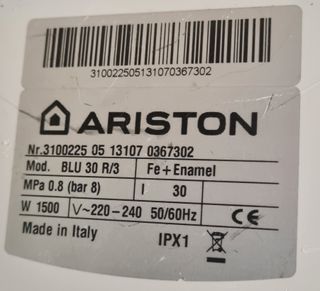 310022505131070367302
ARISTON
Nr.3100225 05 13107 0367302
Mod. BLU 30 R/3 Fe+Enamel
MPa 0.8 (bar 8) I 30
W 1500 V~220-240 50/60Hz CE
Made in Italy IPX1